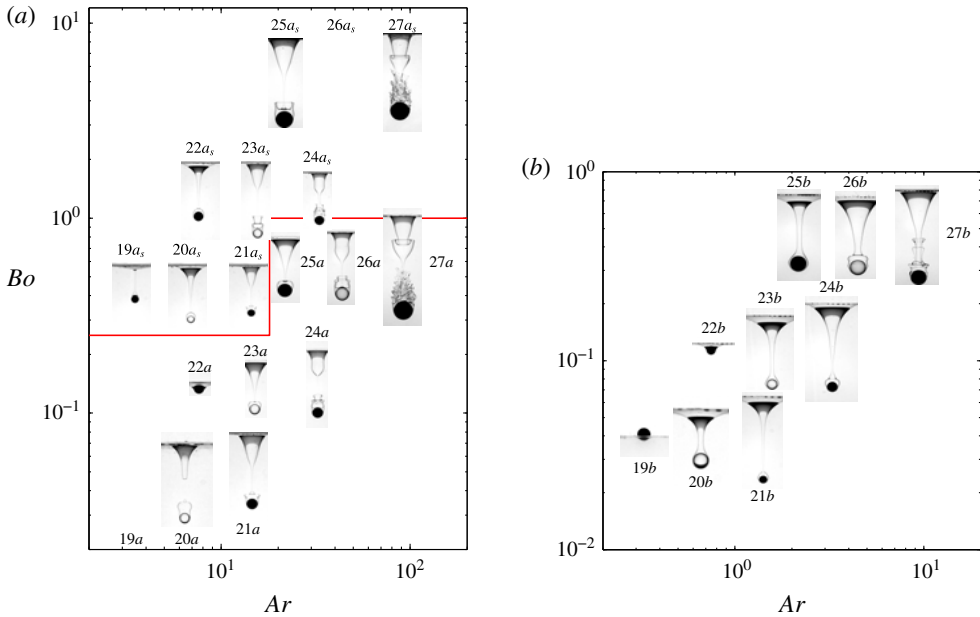 (a)
10^1
25a_s 26a_s 27a_s
22a_s 23a_s 24a_s
10^0
19a_s 20a_s 21a_s
25a 26a 27a
Bo
24a
23a
22a
10^{-1}
21a
19a 20a
10^1 10^2
Ar
(b)
10^0
25b 26b
27b
24b
23b
22b
10^{-1}
19b
20b
21b
10^{-2}
10^0 10^1
Ar